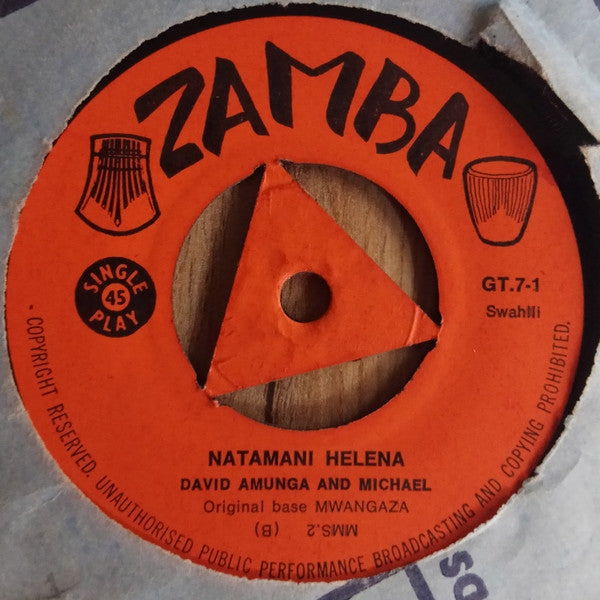 ZAMBA
SINGLE
45
PLAY
GT.7-1
Swahili
NATAMANI HELENA
DAVID AMUNGA AND MICHAEL
Original base MWANGAZA
MMS.2 (B)
COPYRIGHT RESERVED. UNAUTHORISED PUBLIC PERFORMANCE BROADCASTING AND COPYING PROHIBITED.